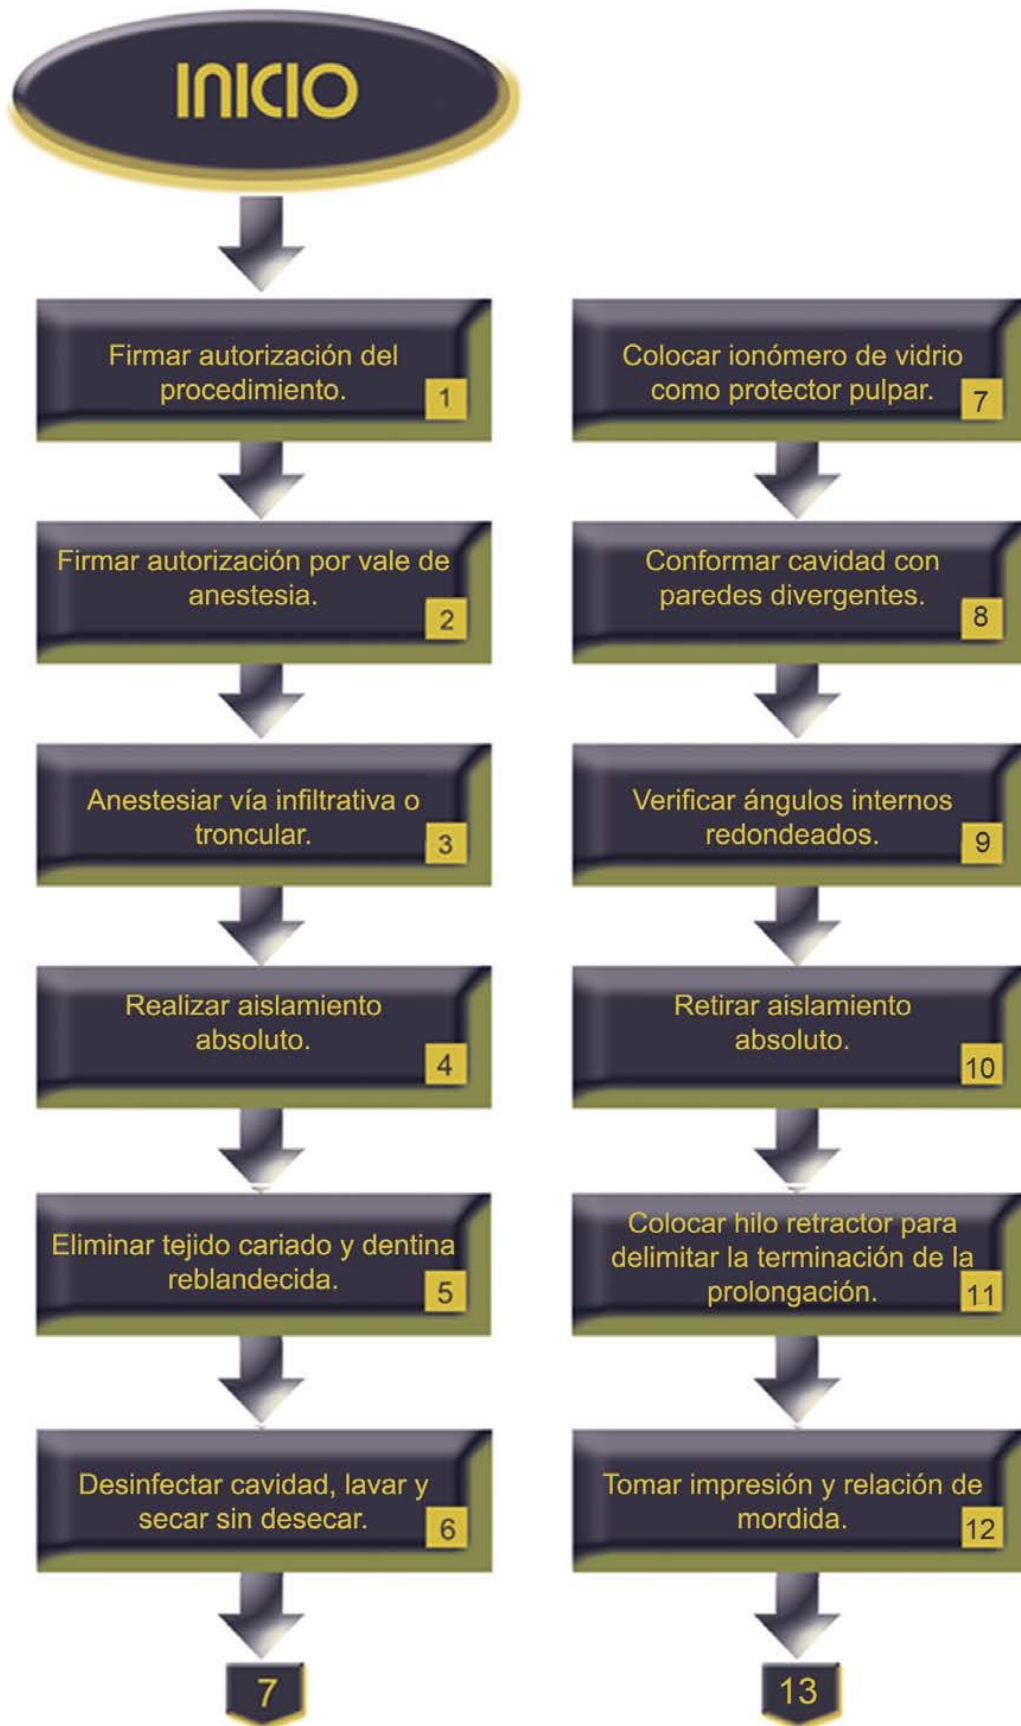 INICIO
Firmar autorización del
procedimiento.
1
Firmar autorización por vale de
anestesia.
2
Anestesiar vía infiltrativa o
troncular.
3
Realizar aislamiento
absoluto.
4
Eliminar tejido cariado y dentina
reblandecida.
5
Desinfectar cavidad, lavar y
secar sin desecar.
6
7
Colocar ionómero de vidrio
como protector pulpar.
7
Conformar cavidad con
paredes divergentes.
8
Verificar ángulos internos
redondeados.
9
Retirar aislamiento
absoluto.
10
Colocar hilo retractor para
delimitar la terminación de la
prolongación.
11
Tomar impresión y relación de
mordida.
12
13